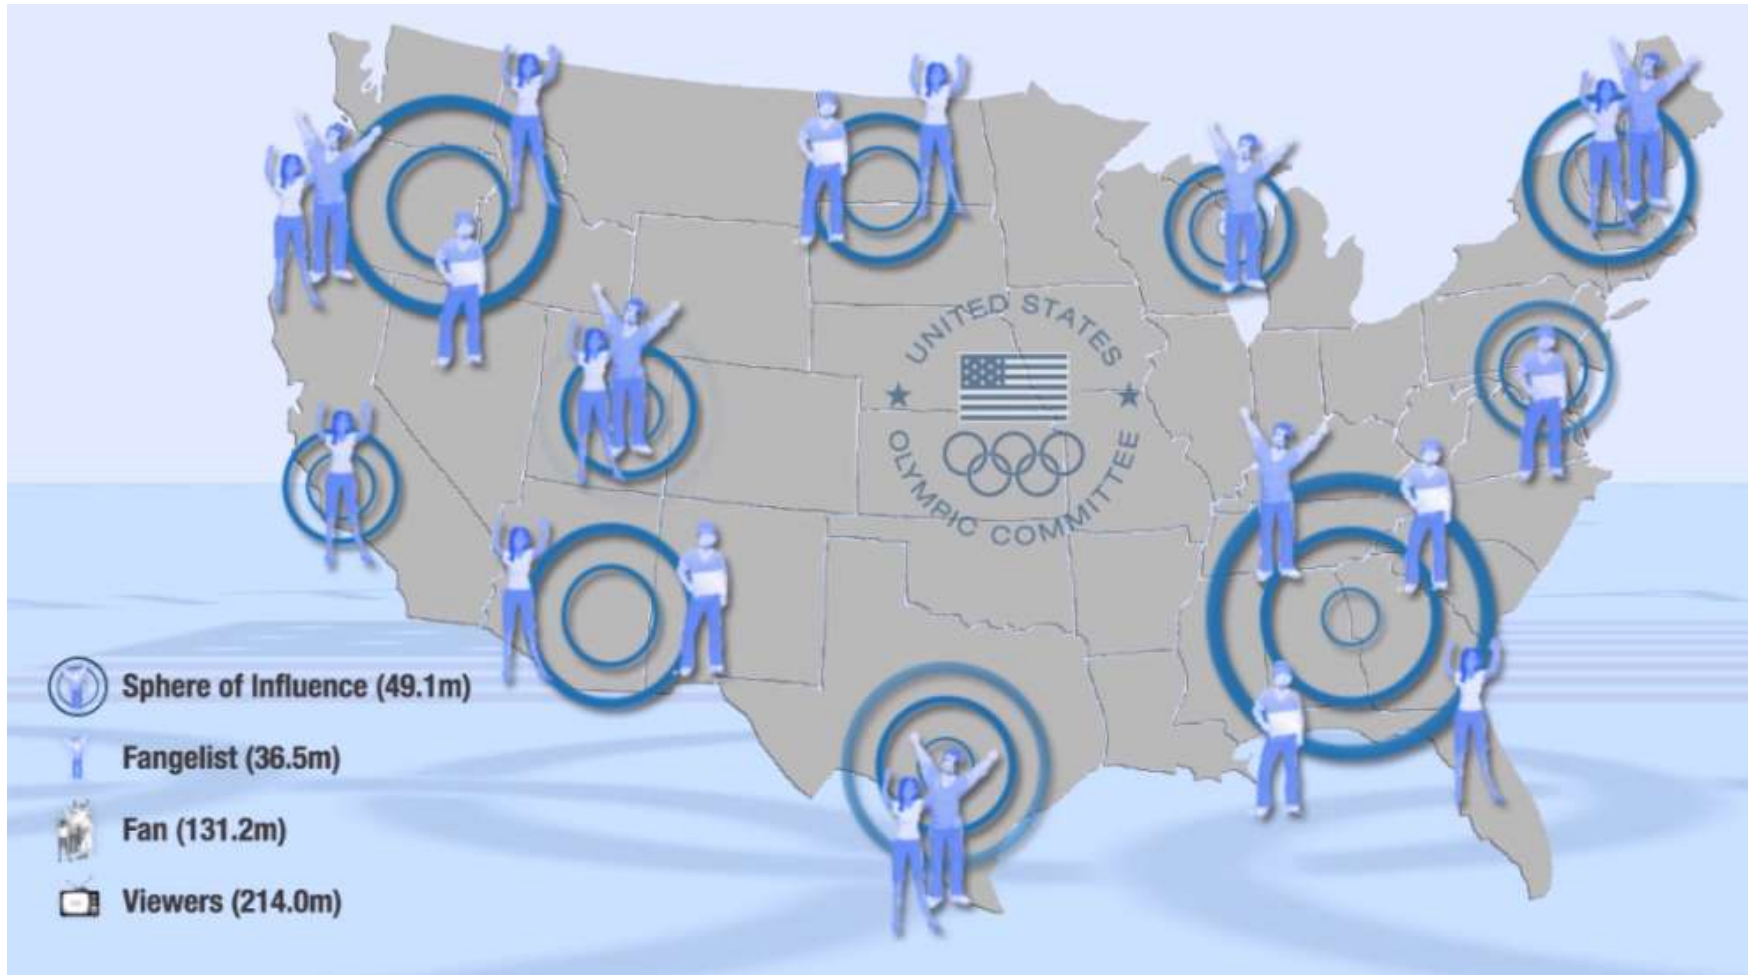 UNITED STATES
OLYMPIC COMMITTEE
Sphere of Influence (49.1m)
Fangelist (36.5m)
Fan (131.2m)
Viewers (214.0m)